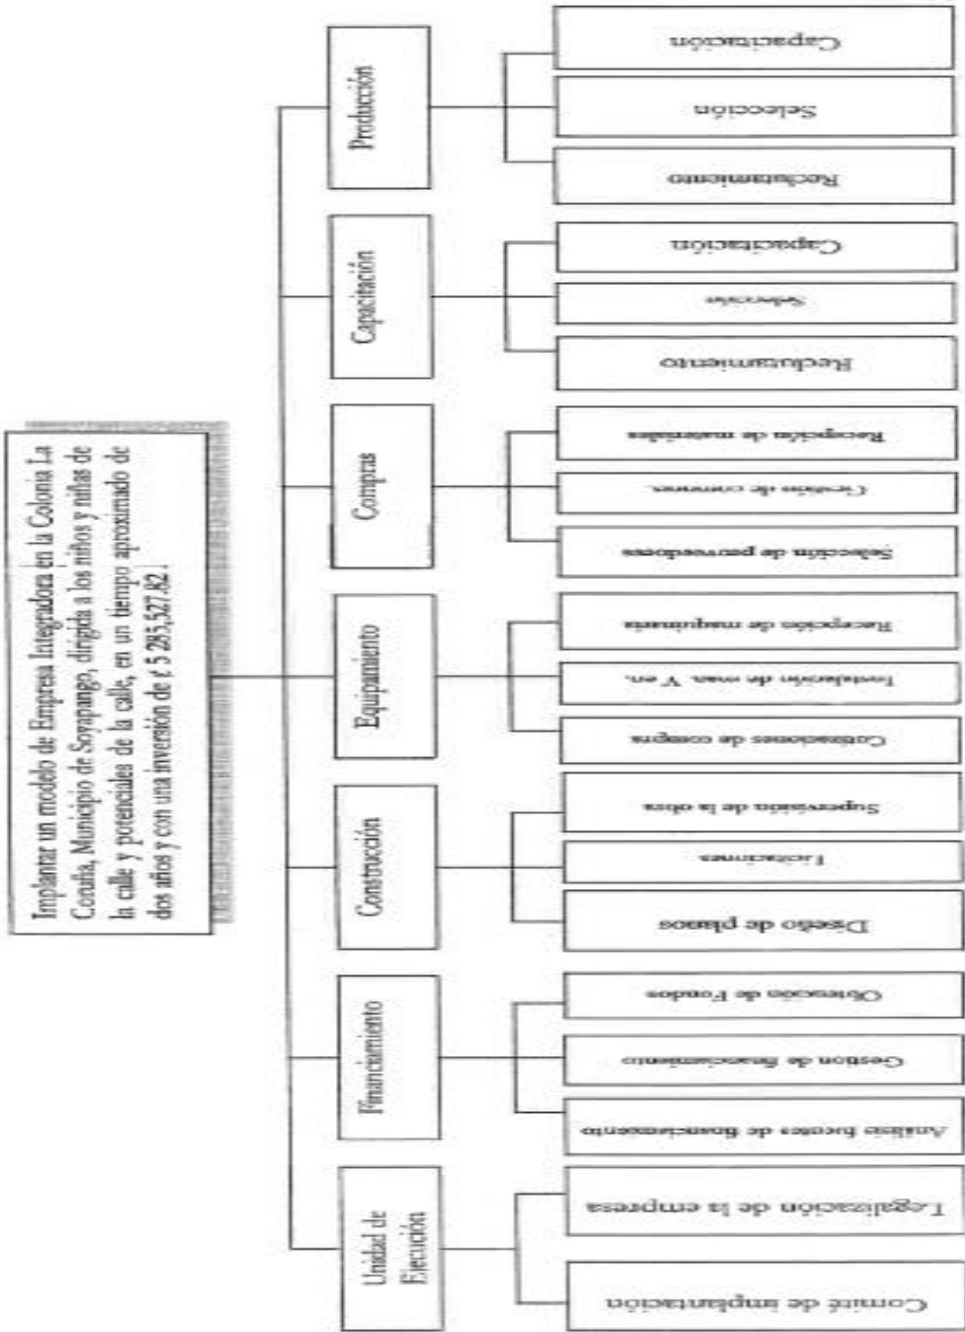 Implantar un modelo de Empresa Integradora en la Colonia La
Coruña, Municipio de Soyapango, dirigida a los niños y niñas de
la calle y potenciales de la calle, en un tiempo aproximado de
dos años y con una inversión de ¢ 5 285,527.82
Unidad de
Ejecución
Financiamiento
Construcción
Equipamiento
Compras
Capacitación
Producción
Comité de implantación
Legalización de la empresa
Análisis fuentes de financiamiento
Gestion de financiamiento
Obtención de Fondos
Diseño de planos
Licitaciones.
Supervisión de la obra
Cotizaciones de compra
Instalación de maq. Y
Recepción de maquinaria
Selección de proveedores
Gestión de compras.
Recepción de materiales
Reclutamiento
Selección
Capacitación
Reclutamiento
Selección
Capacitación